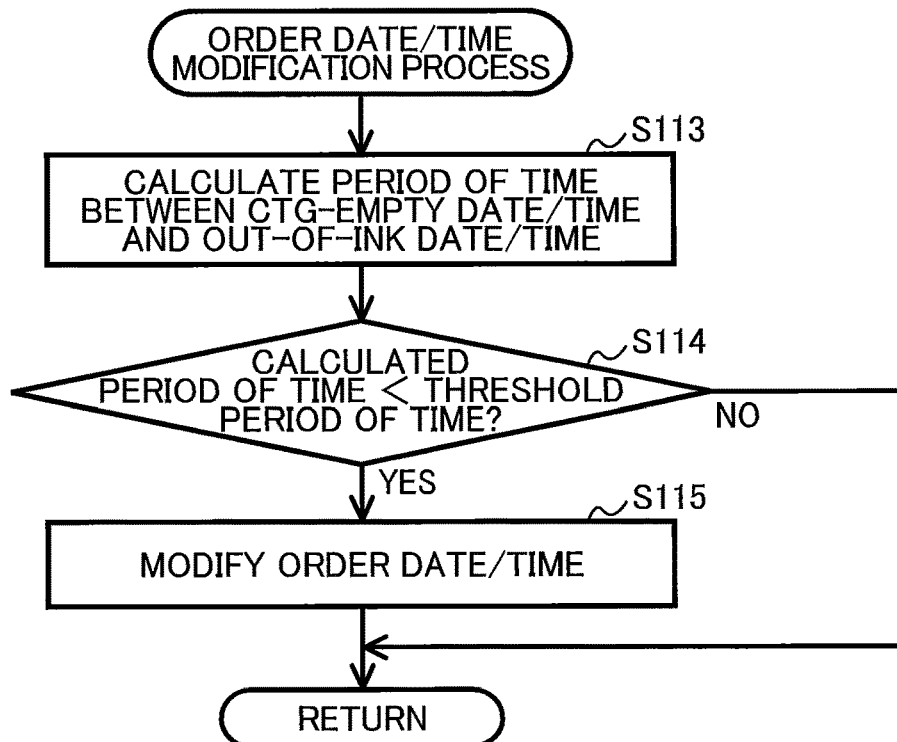 ORDER DATE/TIME
MODIFICATION PROCESS
S113
CALCULATE PERIOD OF TIME
BETWEEN CTG-EMPTY DATE/TIME
AND OUT-OF-INK DATE/TIME
S114
CALCULATED
PERIOD OF TIME < THRESHOLD
PERIOD OF TIME?
NO
YES
S115
MODIFY ORDER DATE/TIME
RETURN